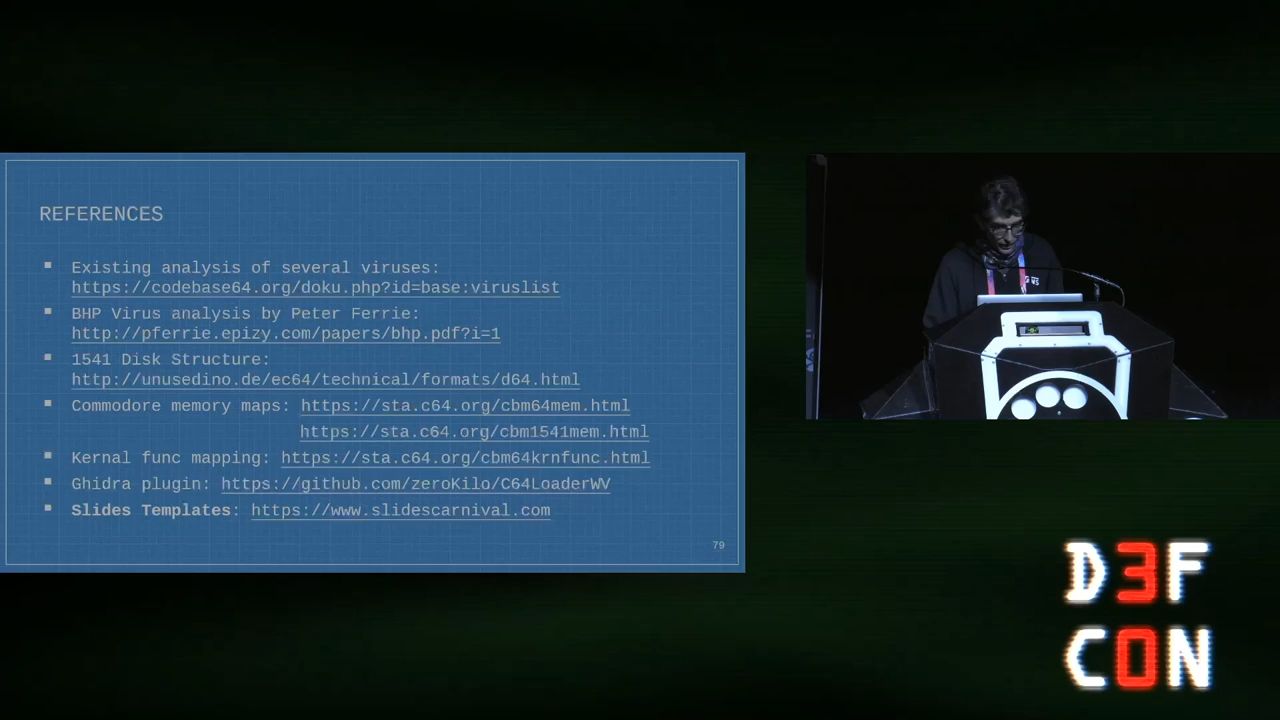 REFERENCES
Existing analysis of several viruses:
https://codebase64.org/doku.php?id=base:viruslist
BHP Virus analysis by Peter Ferrie:
http://pferrie.epizy.com/papers/bhp.pdf?i=1
1541 Disk Structure:
http://unusedino.de/ec64/technical/formats/d64.html
Commodore memory maps: https://sta.c64.org/cbm64mem.html
https://sta.c64.org/cbm1541mem.html
Kernal func mapping: https://sta.c64.org/cbm64krnfunc.html
Ghidra plugin: https://github.com/zeroKilo/C64LoaderWV
Slides Templates: https://www.slidescarnival.com
79
D3F
C0N